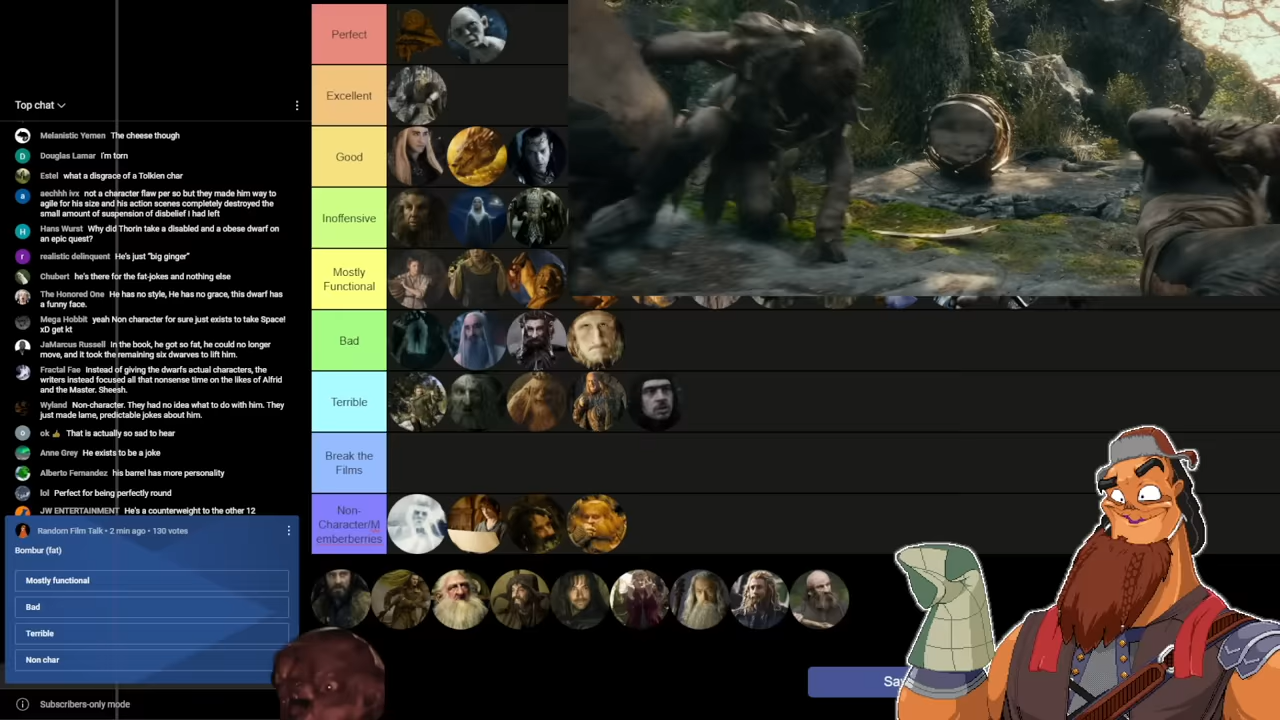 Top chat
Melanistic Yemen The cheese though
Douglas Lamar I'm torn
Estel what a disgrace of a Tolkien char
aechhh ivx not a character flaw per so but they made him way to
agile for his size and his action scenes completely destroyed the
small amount of suspension of disbelief I had left
Hans Wurst Why did Thorin take a disabled and a obese dwarf on
an epic quest?
realistic delinquent He's just "big ginger"
Chubert he's there for the fat-jokes and nothing else
The Honored One He has no style, He has no grace, this dwarf has
a funny face.
Mega Hobbit yeah Non character for sure just exists to take Space!
xD get kt
JaMarcus Russell In the book, he got so fat, he could no longer
move, and it took the remaining six dwarves to lift him.
Fractal Fae Instead of giving the dwarfs actual characters, the
writers instead focused all that nonsense time on the likes of Alfrid
and the Master. Sheesh.
Wyland Non-character. They had no idea what to do with him. They
just made lame, predictable jokes about him.
ok 👍 That is actually so sad to hear
Anne Grey He exists to be a joke
Alberto Fernandez his barrel has more personality
lol Perfect for being perfectly round
JW ENTERTAINMENT He's a counterweight to the other 12
Random Film Talk • 2 min ago • 130 votes
Bombur (fat)
Mostly functional
Bad
Terrible
Non char
Subscribers-only mode
Perfect
Excellent
Good
Inoffensive
Mostly
Functional
Bad
Terrible
Break the
Films
Non-
Character/M
emberberries